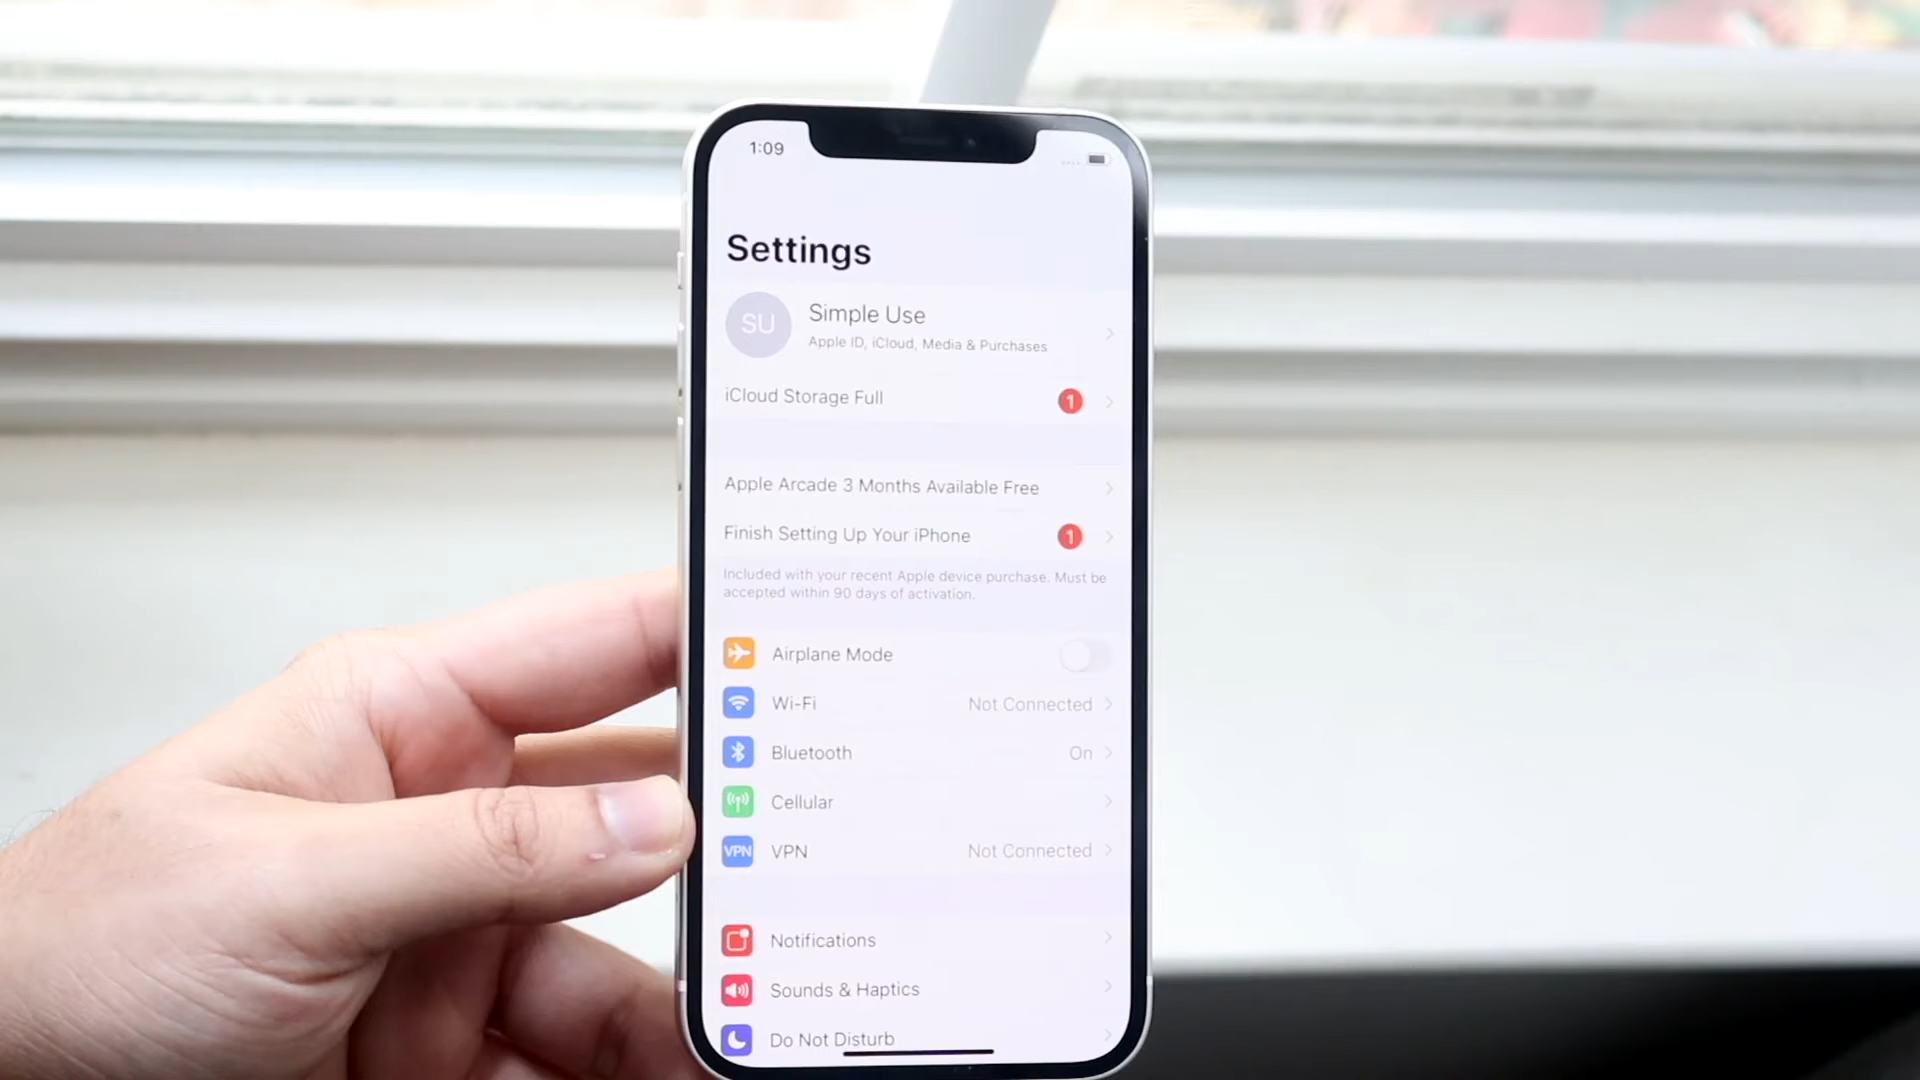 1:09
Settings
SU
Simple Use
Apple ID, iCloud, Media & Purchases
iCloud Storage Full
1
Apple Arcade 3 Months Available Free
Finish Setting Up Your iPhone
1
Included with your recent Apple device purchase. Must be
accepted within 90 days of activation.
Airplane Mode
Wi-Fi
Not Connected
Bluetooth
On
Cellular
VPN
VPN
Not Connected
Notifications
Sounds & Haptics
Do Not Disturb